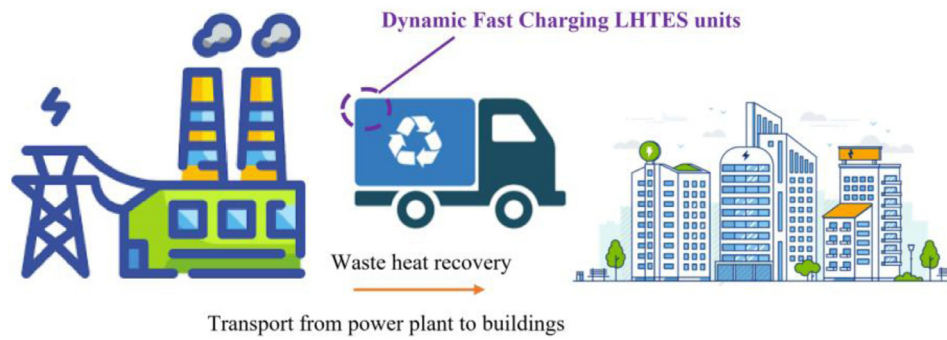 Dynamic Fast Charging LHTES units
Waste heat recovery
Transport from power plant to buildings